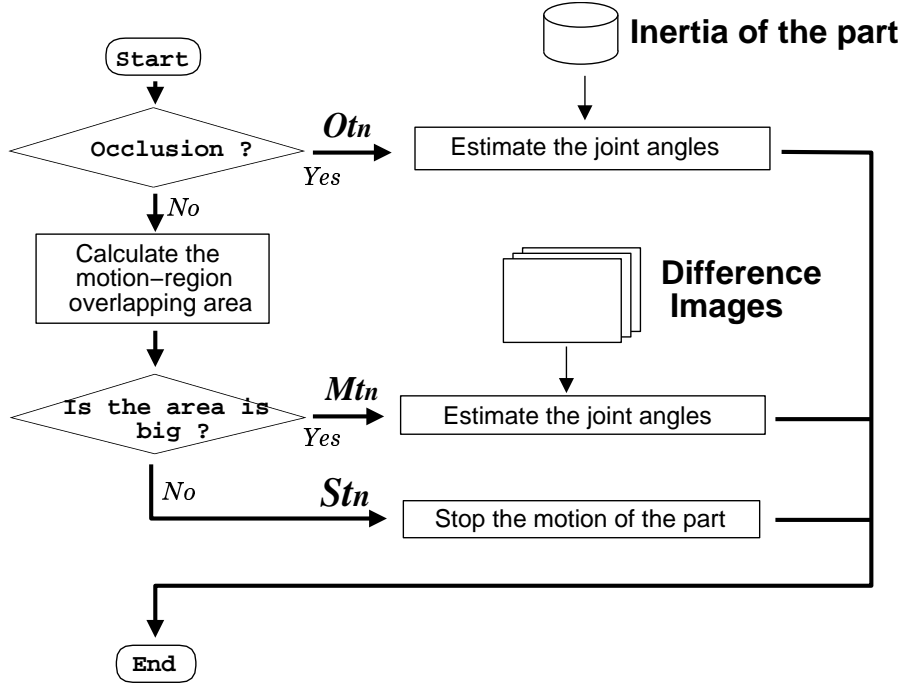 Inertia of the part
Start
Occlusion ?
Otn
Yes
Estimate the joint angles
No
Calculate the
motion−region
overlapping area
Difference
Images
Is the area is
big ?
Mtn
Yes
Estimate the joint angles
No
Stn
Stop the motion of the part
End